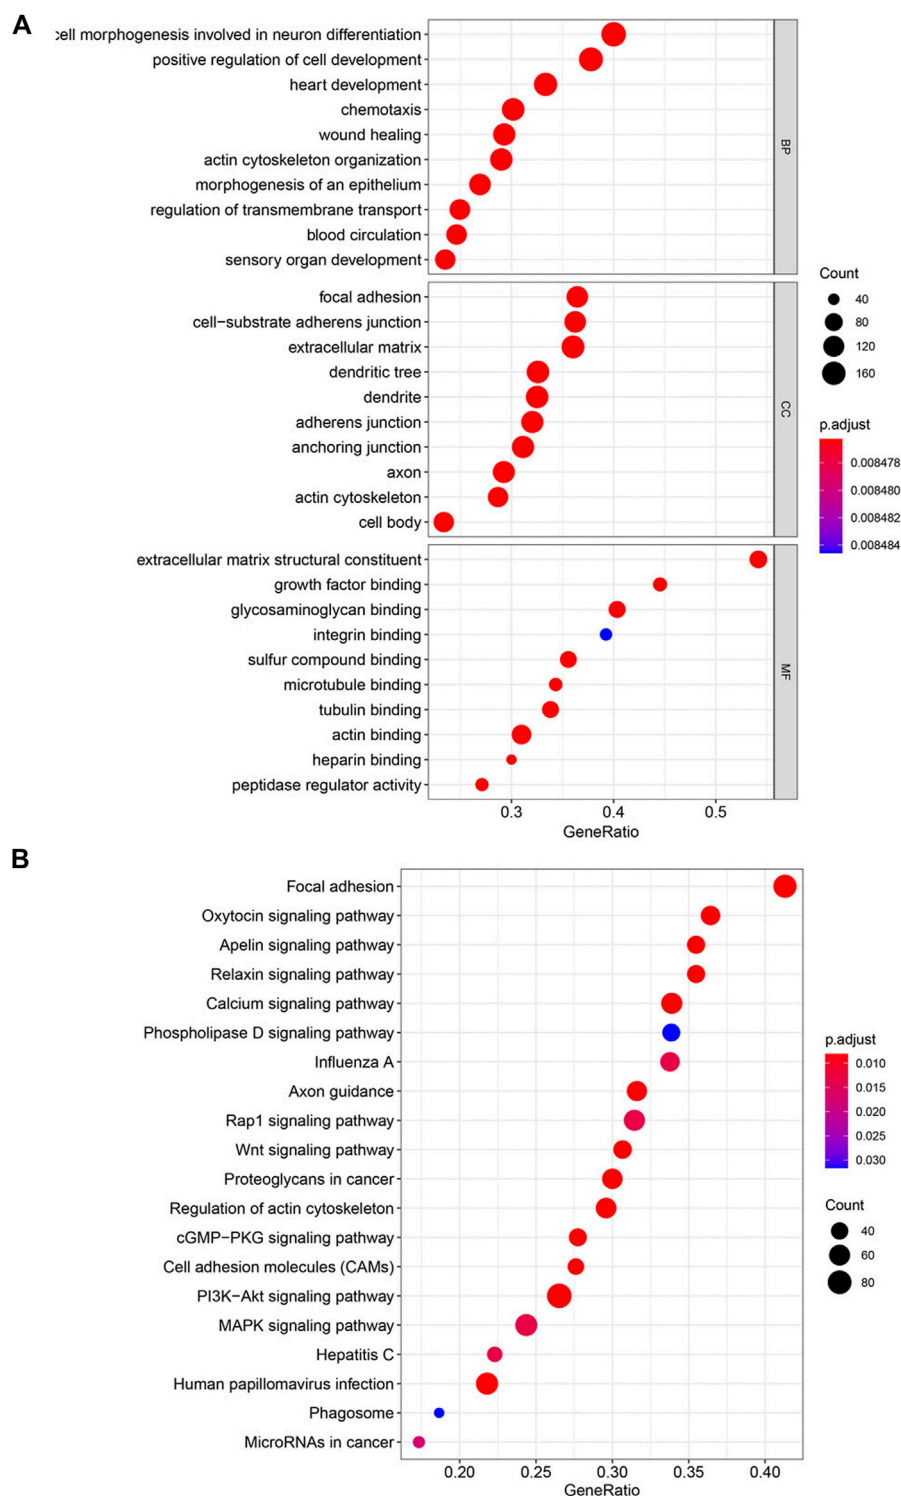 A
cell morphogenesis involved in neuron differentiation
positive regulation of cell development
heart development
chemotaxis
wound healing
actin cytoskeleton organization
morphogenesis of an epithelium
regulation of transmembrane transport
blood circulation
sensory organ development
BP
focal adhesion
cell−substrate adherens junction
extracellular matrix
dendritic tree
dendrite
adherens junction
anchoring junction
axon
actin cytoskeleton
cell body
CC
extracellular matrix structural constituent
growth factor binding
glycosaminoglycan binding
integrin binding
sulfur compound binding
microtubule binding
tubulin binding
actin binding
heparin binding
peptidase regulator activity
MF
0.3 0.4 0.5
GeneRatio
Count
40
80
120
160
p.adjust
0.008478
0.008480
0.008482
0.008484
B
Focal adhesion
Oxytocin signaling pathway
Apelin signaling pathway
Relaxin signaling pathway
Calcium signaling pathway
Phospholipase D signaling pathway
Influenza A
Axon guidance
Rap1 signaling pathway
Wnt signaling pathway
Proteoglycans in cancer
Regulation of actin cytoskeleton
cGMP−PKG signaling pathway
Cell adhesion molecules (CAMs)
PI3K−Akt signaling pathway
MAPK signaling pathway
Hepatitis C
Human papillomavirus infection
Phagosome
MicroRNAs in cancer
0.20 0.25 0.30 0.35 0.40
GeneRatio
p.adjust
0.010
0.015
0.020
0.025
0.030
Count
40
60
80